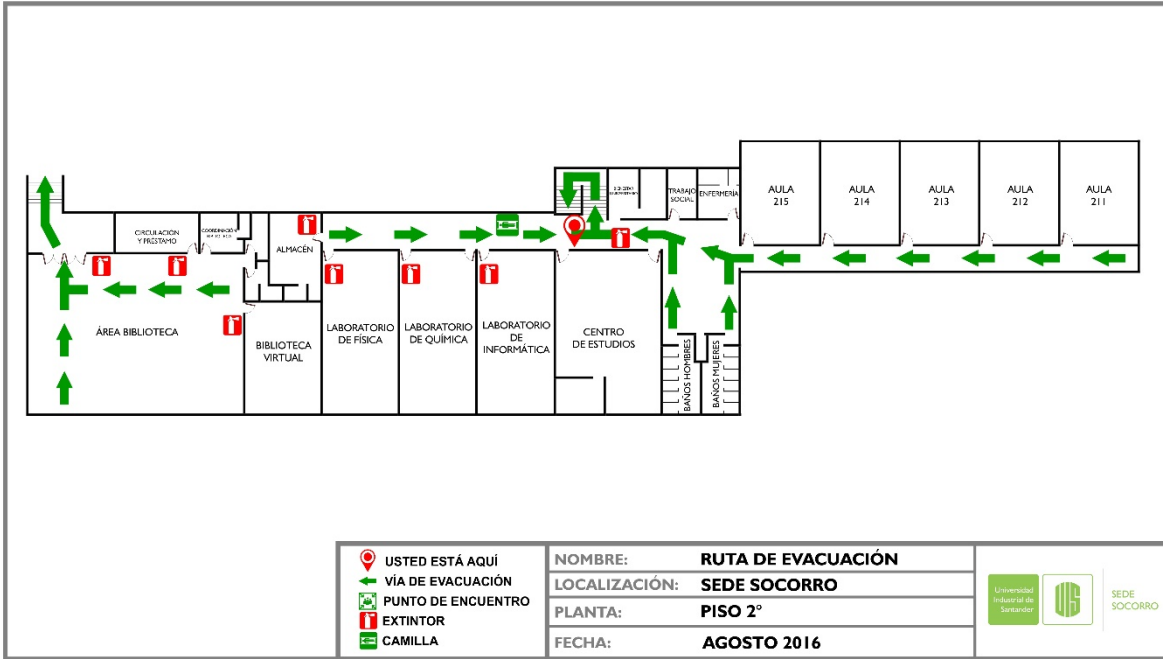 TRABAJO
SOCIAL
ENFERMERÍA
AULA
215
AULA
214
AULA
213
AULA
212
AULA
211
CIRCULACIÓN
Y PRESTAMO
COORDINACIÓN
ALMACÉN
ÁREA BIBLIOTECA
BIBLIOTECA
VIRTUAL
LABORATORIO
DE FÍSICA
LABORATORIO
DE QUÍMICA
LABORATORIO
DE
INFORMÁTICA
CENTRO
DE ESTUDIOS
BAÑOS HOMBRES
BAÑOS MUJERES
USTED ESTÁ AQUÍ
VÍA DE EVACUACIÓN
PUNTO DE ENCUENTRO
EXTINTOR
CAMILLA
NOMBRE: RUTA DE EVACUACIÓN
LOCALIZACIÓN: SEDE SOCORRO
PLANTA: PISO 2°
FECHA: AGOSTO 2016
Universidad
Industrial de
Santander
UIS
SEDE
SOCORRO